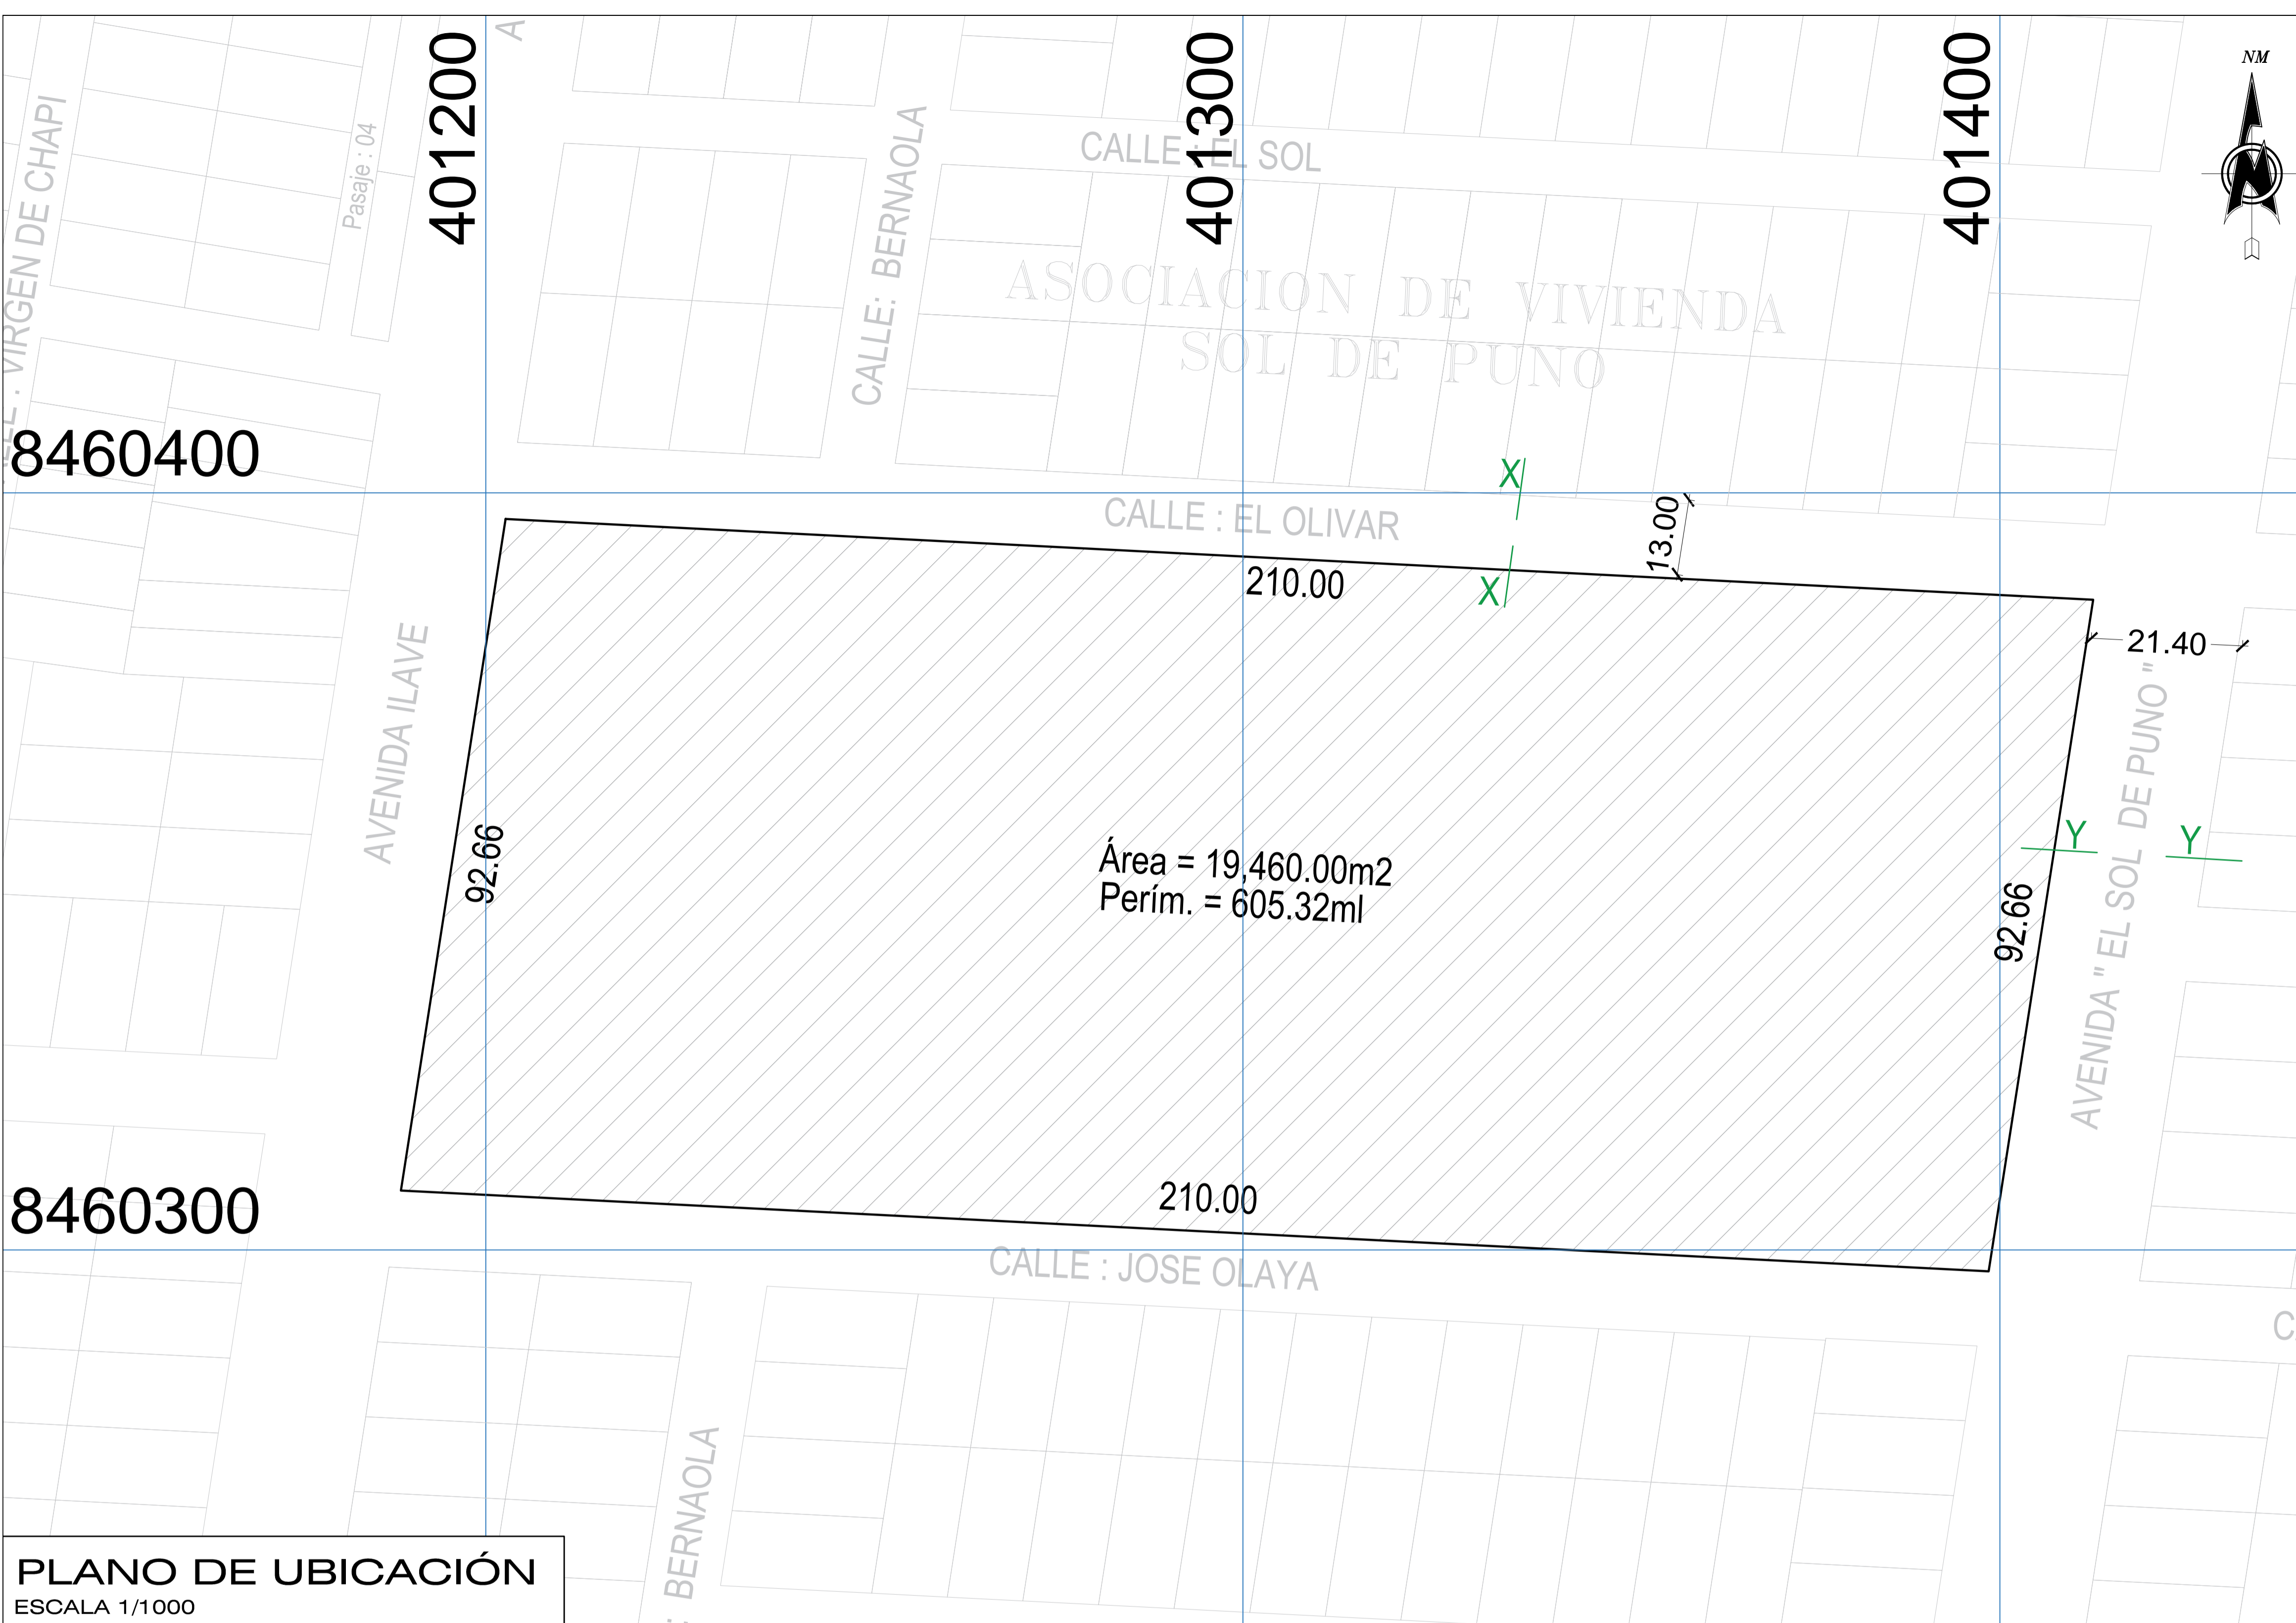 NM
401200
401300
401400
A
Pasaje : 04
VIRGEN DE CHAPI
CALLE: BERNAOLA
CALLE : EL SOL
ASOCIACION DE VIVIENDA
SOL DE PUNO
8460400
X
CALLE : EL OLIVAR
13.00
210.00
X
21.40
AVENIDA ILAVE
AVENIDA " EL SOL DE PUNO "
Y Y
92.66
Área = 19,460.00m2
Perím. = 605.32ml
92.66
8460300
210.00
CALLE : JOSE OLAYA
C
: BERNAOLA
PLANO DE UBICACIÓN
ESCALA 1/1000